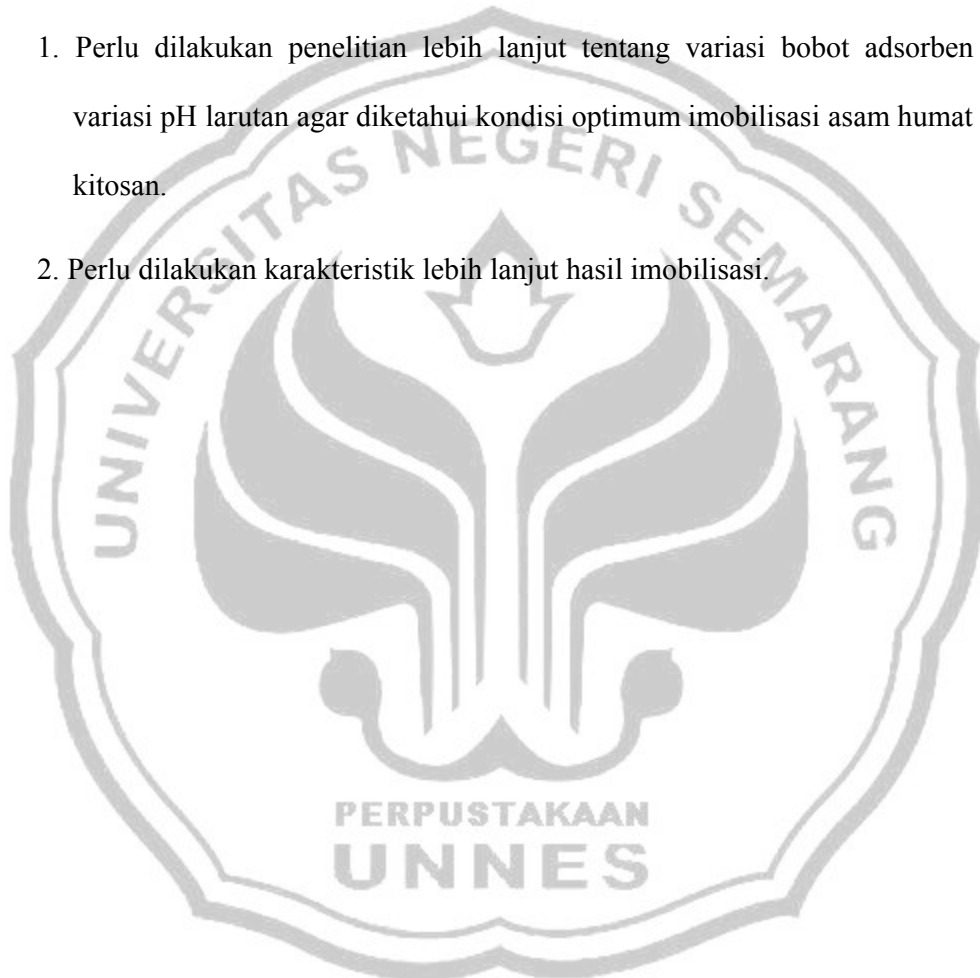 1. Perlu dilakukan penelitian lebih lanjut tentang variasi bobot adsorben
variasi pH larutan agar diketahui kondisi optimum imobilisasi asam humat
kitosan.
2. Perlu dilakukan karakteristik lebih lanjut hasil imobilisasi.
UNIVERSITAS NEGERI SEMARANG
PERPUSTAKAAN
UNNES